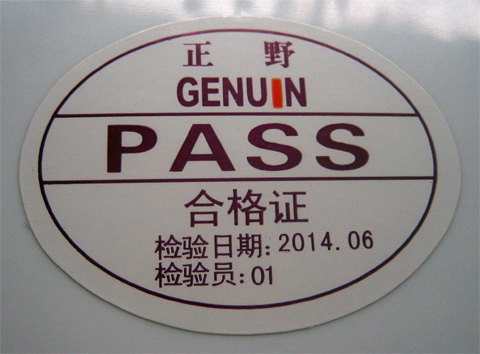 正 野
GENUIN
PASS
合格证
检验日期: 2014.06
检验员: 01